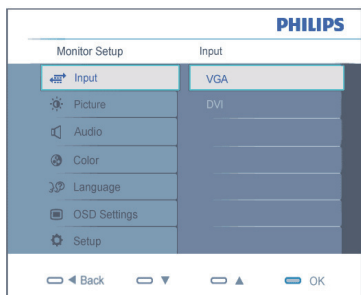 PHILIPS
Monitor Setup Input
Input VGA
Picture DVI
Audio
Color
Language
OSD Settings
Setup
Back OK